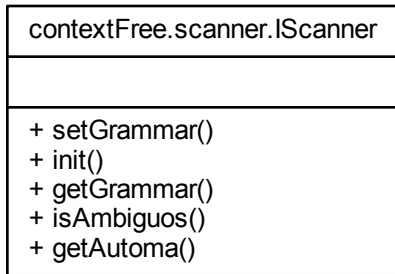 contextFree.scanner.IScanner
+ setGrammar()
+ init()
+ getGrammar()
+ isAmbiguos()
+ getAutoma()